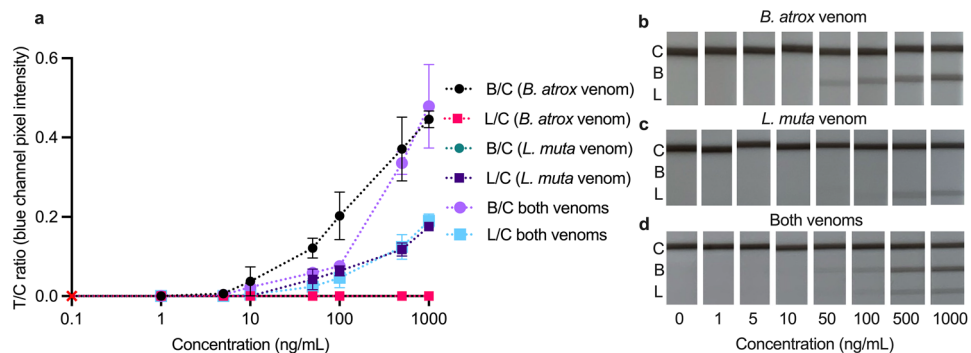 a
T/C ratio (blue channel pixel intensity)
0.6
0.4
0.2
0.0
0.1
1
10
100
1000
Concentration (ng/mL)
B/C (B. atrox venom)
L/C (B. atrox venom)
B/C (L. muta venom)
L/C (L. muta venom)
B/C both venoms
L/C both venoms
b
B. atrox venom
C
B
L
c
L. muta venom
C
B
L
d
Both venoms
C
B
L
0 1 5 10 50 100 500 1000
Concentration (ng/mL)